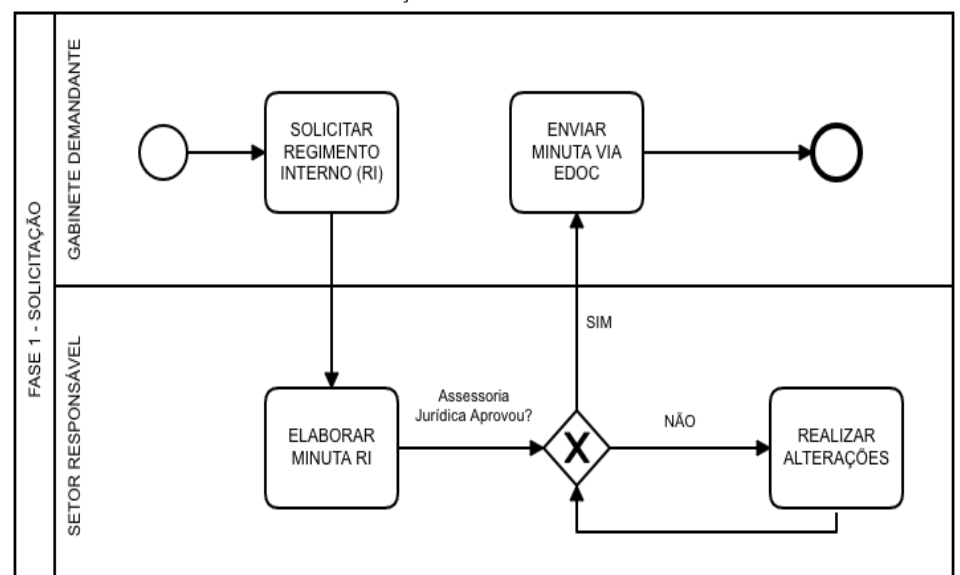 FASE 1 - SOLICITAÇÃO
GABINETE DEMANDANTE
SOLICITAR
REGIMENTO
INTERNO (RI)
ENVIAR
MINUTA VIA
EDOC
SETOR RESPONSÁVEL
SIM
ELABORAR
MINUTA RI
Assessoria
Jurídica Aprovou?
X
NÃO
REALIZAR
ALTERAÇÕES